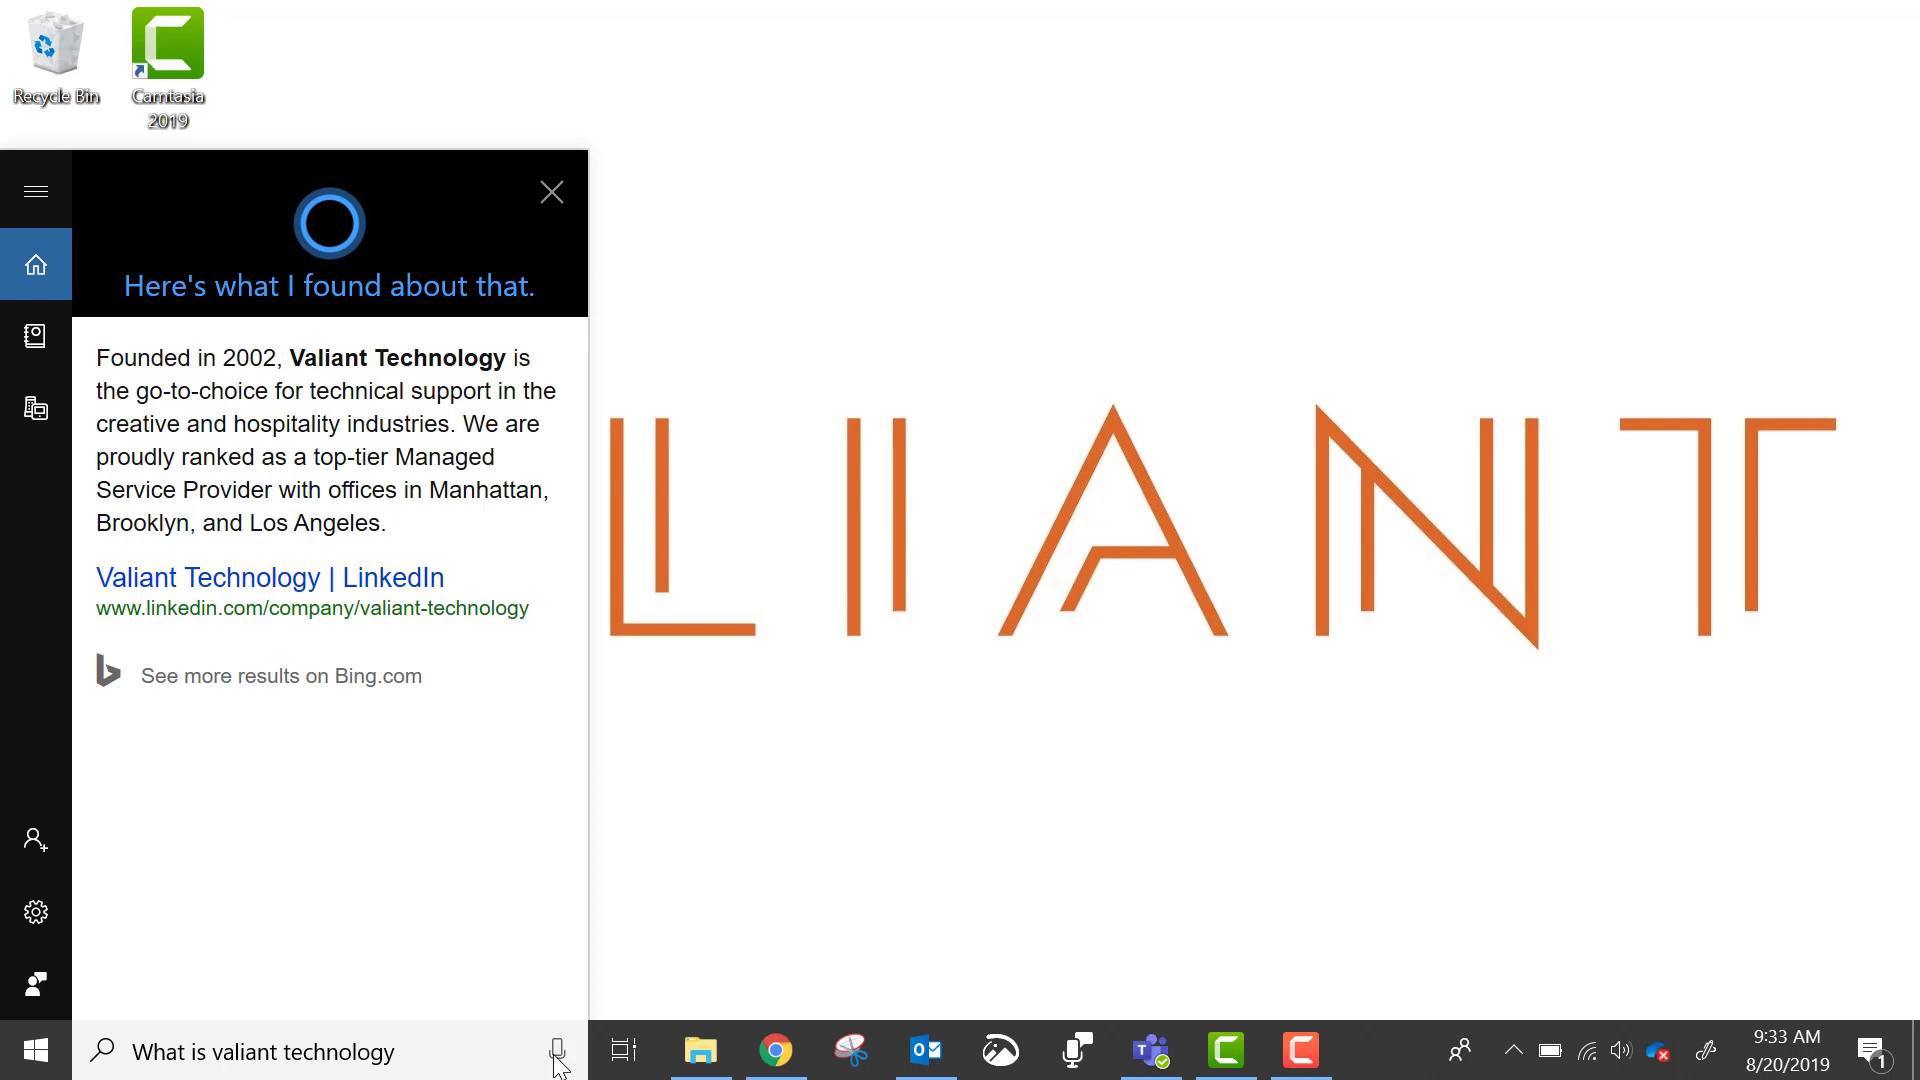 Recycle Bin
Camtasia
2019
Here's what I found about that.
Founded in 2002, Valiant Technology is
the go-to-choice for technical support in the
creative and hospitality industries. We are
proudly ranked as a top-tier Managed
Service Provider with offices in Manhattan,
Brooklyn, and Los Angeles.
Valiant Technology | LinkedIn
www.linkedin.com/company/valiant-technology
See more results on Bing.com
LIANT
What is valiant technology
9:33 AM
8/20/2019
1